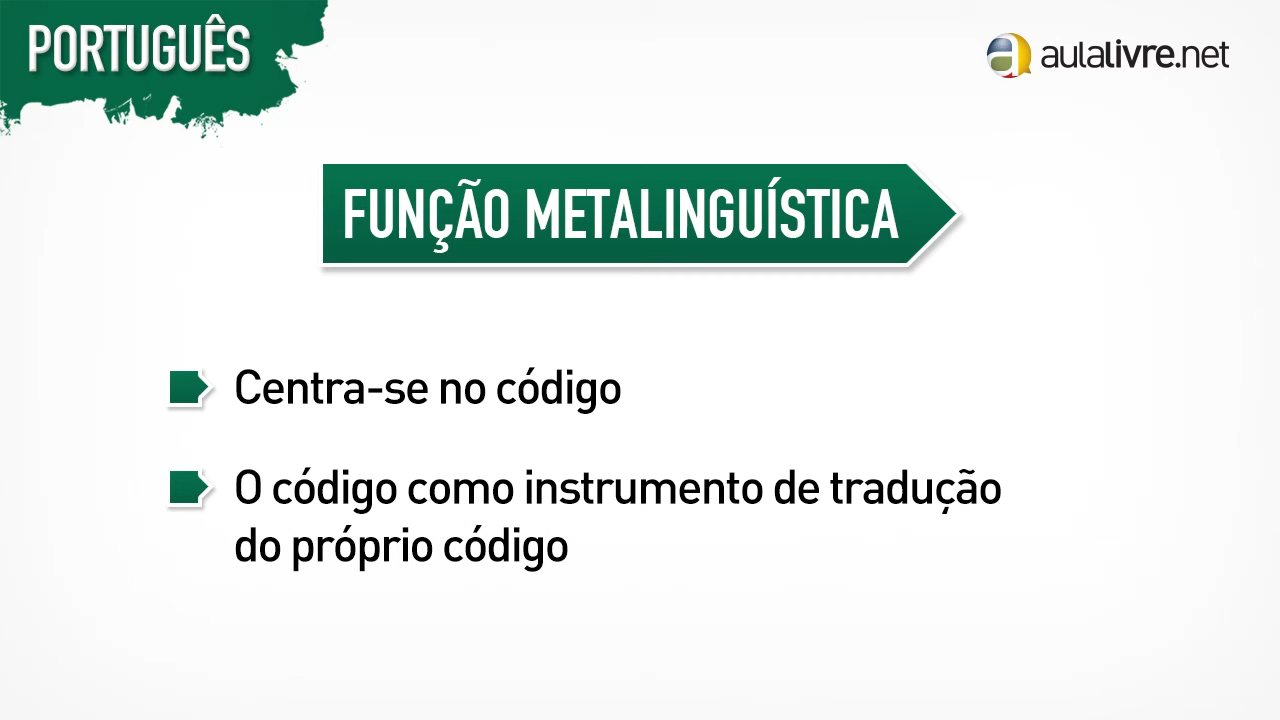 PORTUGUÊS
aulalivre.net
FUNÇÃO METALINGUÍSTICA
Centra-se no código
O código como instrumento de tradução
do próprio código